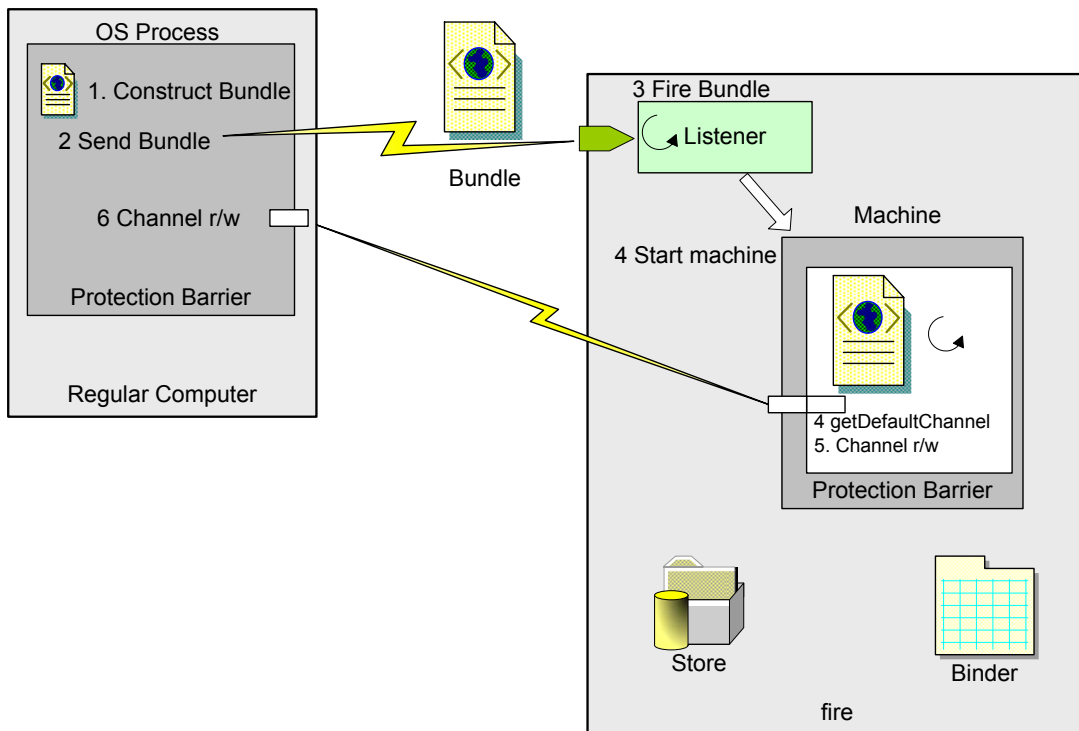 OS Process
1. Construct Bundle
2 Send Bundle
6 Channel r/w
Protection Barrier
Regular Computer
Bundle
3 Fire Bundle
Listener
Machine
4 Start machine
4 getDefaultChannel
5. Channel r/w
Protection Barrier
Store
Binder
fire